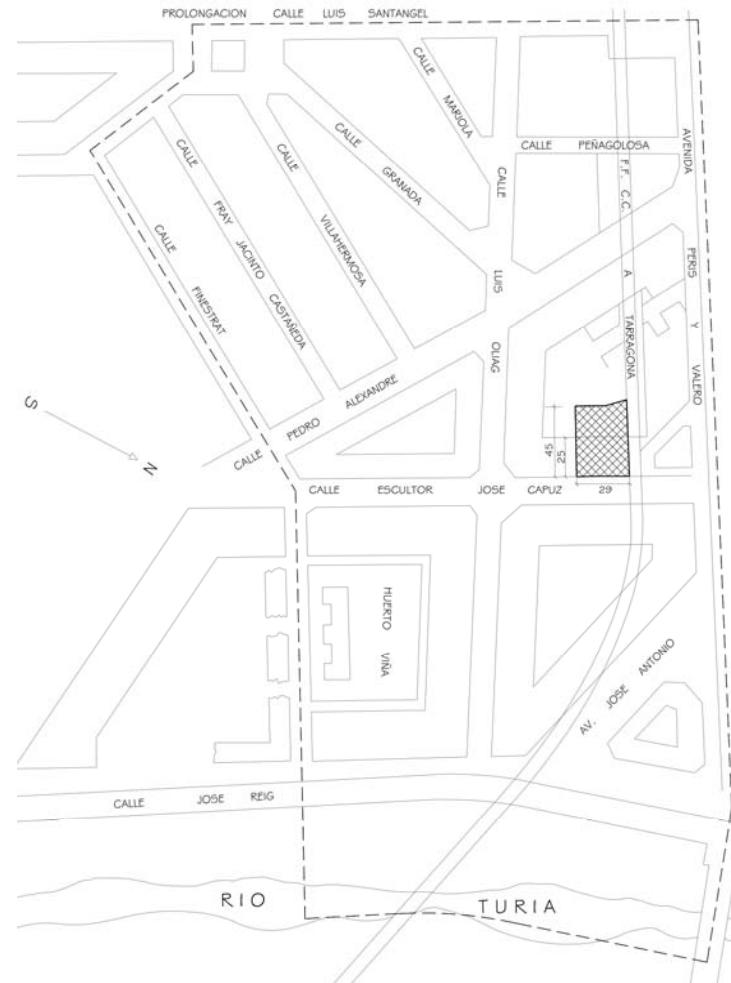 PROLONGACION CALLE LUIS SANTANGEL
CALLE MARIOLA
CALLE PEÑAGOLOSA
AVENIDA PERIS Y VALERO
CALLE GRANADA
CALLE LUIS OLIAG
F.F. C.C. A TARRAGONA
CALLE VILLAHERMOSA
CALLE FRAY JACINTO CASTAÑEDA
CALLE FINESTRAT
CALLE PEDRO ALEXANDRE
S
N
45
25
29
CALLE ESCULTOR JOSE CAPUZ
HUERTO VIÑA
AV. JOSE ANTONIO
CALLE JOSE REIG
RIO TURIA